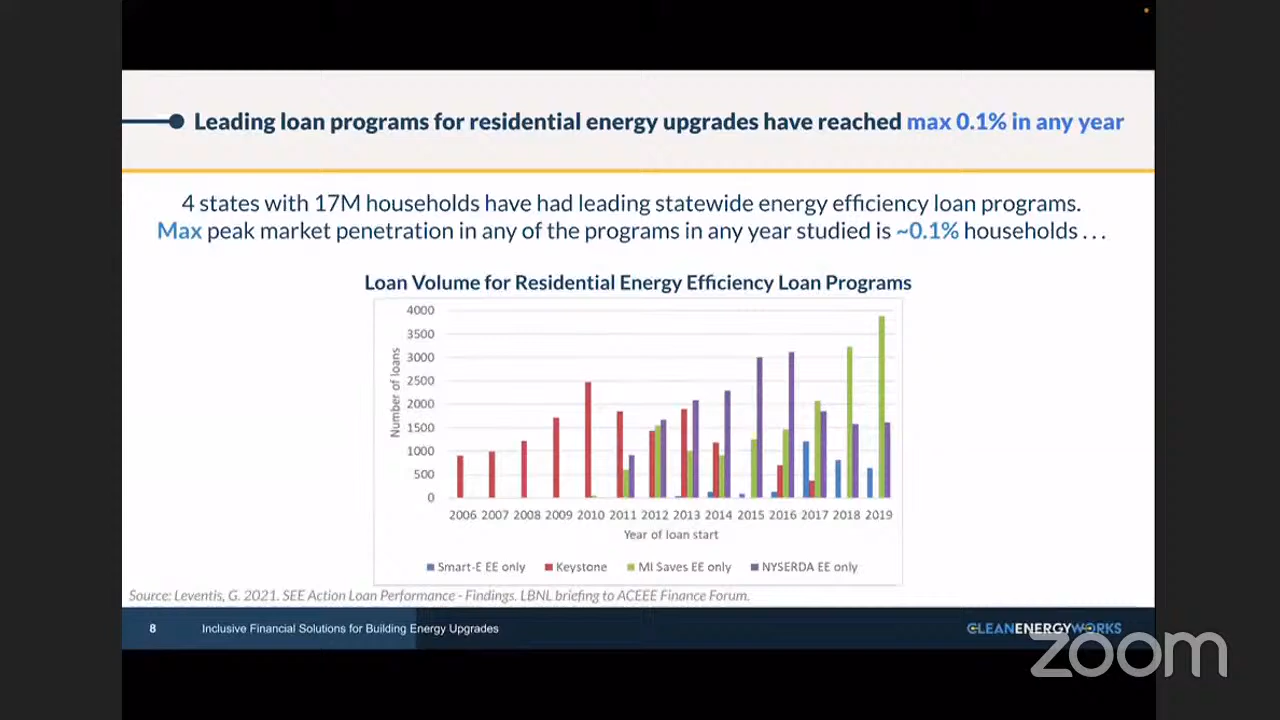 Leading loan programs for residential energy upgrades have reached max 0.1% in any year
4 states with 17M households have had leading statewide energy efficiency loan programs.
Max peak market penetration in any of the programs in any year studied is ~0.1% households . . .
Loan Volume for Residential Energy Efficiency Loan Programs
4000
3500
3000
2500
2000
1500
1000
500
0
Number of loans
2006 2007 2008 2009 2010 2011 2012 2013 2014 2015 2016 2017 2018 2019
Year of loan start
Smart-E EE only Keystone MI Saves EE only NYSERDA EE only
Source: Leventis, G. 2021. SEE Action Loan Performance - Findings. LBNL briefing to ACEEE Finance Forum.
8 Inclusive Financial Solutions for Building Energy Upgrades CLEANENERGYWORKS
zoom